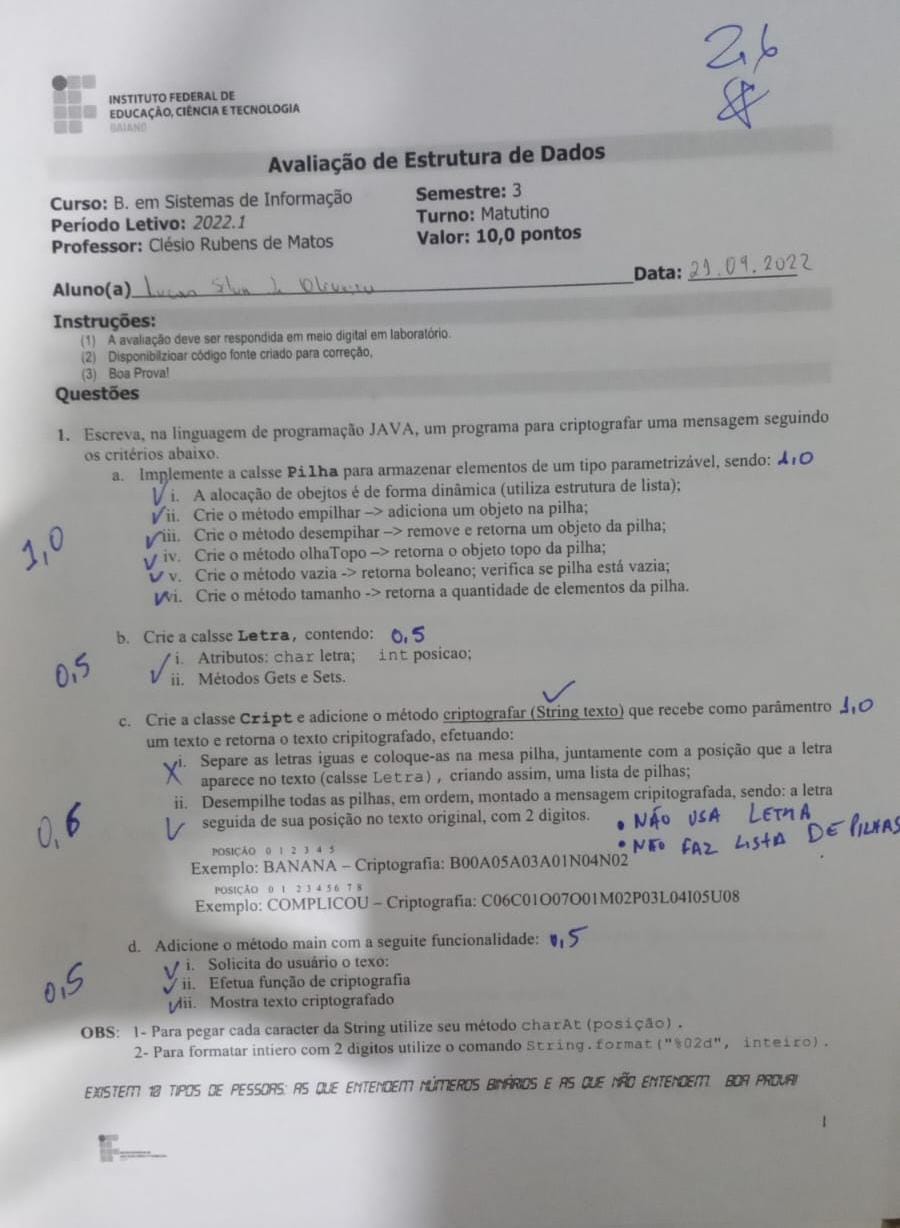 2,6
INSTITUTO FEDERAL DE
EDUCAÇÃO, CIÊNCIA E TECNOLOGIA
BAIANO
Avaliação de Estrutura de Dados
Curso: B. em Sistemas de Informação
Semestre: 3
Período Letivo: 2022.1
Turno: Matutino
Professor: Clésio Rubens de Matos
Valor: 10,0 pontos
Aluno(a) Lucas Silva de Oliveira
Data: 21.09.2022
Instruções:
(1) A avaliação deve ser respondida em meio digital em laboratório.
(2) Disponibilzioar código fonte criado para correção,
(3) Boa Prova!
Questões
1. Escreva, na linguagem de programação JAVA, um programa para criptografar uma mensagem seguindo
os critérios abaixo.
a. Implemente a calsse Pilha para armazenar elementos de um tipo parametrizável, sendo: 1,0
i. A alocação de obejtos é de forma dinâmica (utiliza estrutura de lista);
ii. Crie o método empilhar –> adiciona um objeto na pilha;
1,0 iii. Crie o método desempihar –> remove e retorna um objeto da pilha;
iv. Crie o método olhaTopo –> retorna o objeto topo da pilha;
v. Crie o método vazia -> retorna boleano; verifica se pilha está vazia;
vi. Crie o método tamanho -> retorna a quantidade de elementos da pilha.
b. Crie a calsse Letra, contendo: 0,5
0,5 i. Atributos: char letra; int posicao;
ii. Métodos Gets e Sets.
c. Crie a classe Cript e adicione o método criptografar (String texto) que recebe como parâmentro 1,0
um texto e retorna o texto cripitografado, efetuando:
i. Separe as letras iguas e coloque-as na mesa pilha, juntamente com a posição que a letra
aparece no texto (calsse Letra), criando assim, uma lista de pilhas;
ii. Desempilhe todas as pilhas, em ordem, montado a mensagem cripitografada, sendo: a letra
0,6 seguida de sua posição no texto original, com 2 digitos. • NÃO USA LETRA
• NÃO FAZ LISTA DE PILHAS
POSIÇÃO 0 1 2 3 4 5
Exemplo: BANANA – Criptografia: B00A05A03A01N04N02
POSIÇÃO 0 1 2 3 4 5 6 7 8
Exemplo: COMPLICOU – Criptografia: C06C01O07O01M02P03L04I05U08
d. Adicione o método main com a seguite funcionalidade: 0,5
i. Solicita do usuário o texo:
0,5 ii. Efetua função de criptografia
iii. Mostra texto criptografado
OBS: 1- Para pegar cada caracter da String utilize seu método charAt(posição).
2- Para formatar intiero com 2 digitos utilize o comando String.format("%02d", inteiro).
EXISTEM 10 TIPOS DE PESSOAS: AS QUE ENTENDEM NÚMEROS BINÁRIOS E AS QUE NÃO ENTENDEM. BOA PROVA!
1